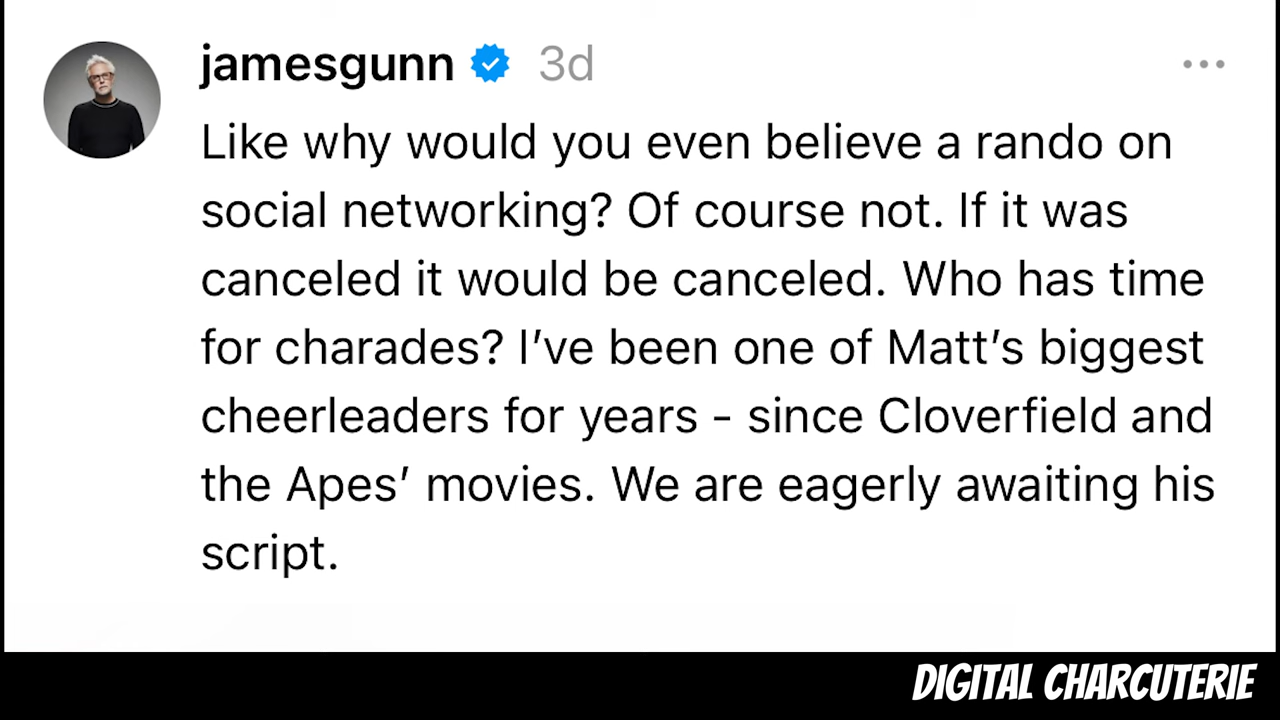 jamesgunn 3d
Like why would you even believe a rando on
social networking? Of course not. If it was
canceled it would be canceled. Who has time
for charades? I’ve been one of Matt’s biggest
cheerleaders for years - since Cloverfield and
the Apes’ movies. We are eagerly awaiting his
script.
DIGITAL CHARCUTERIE